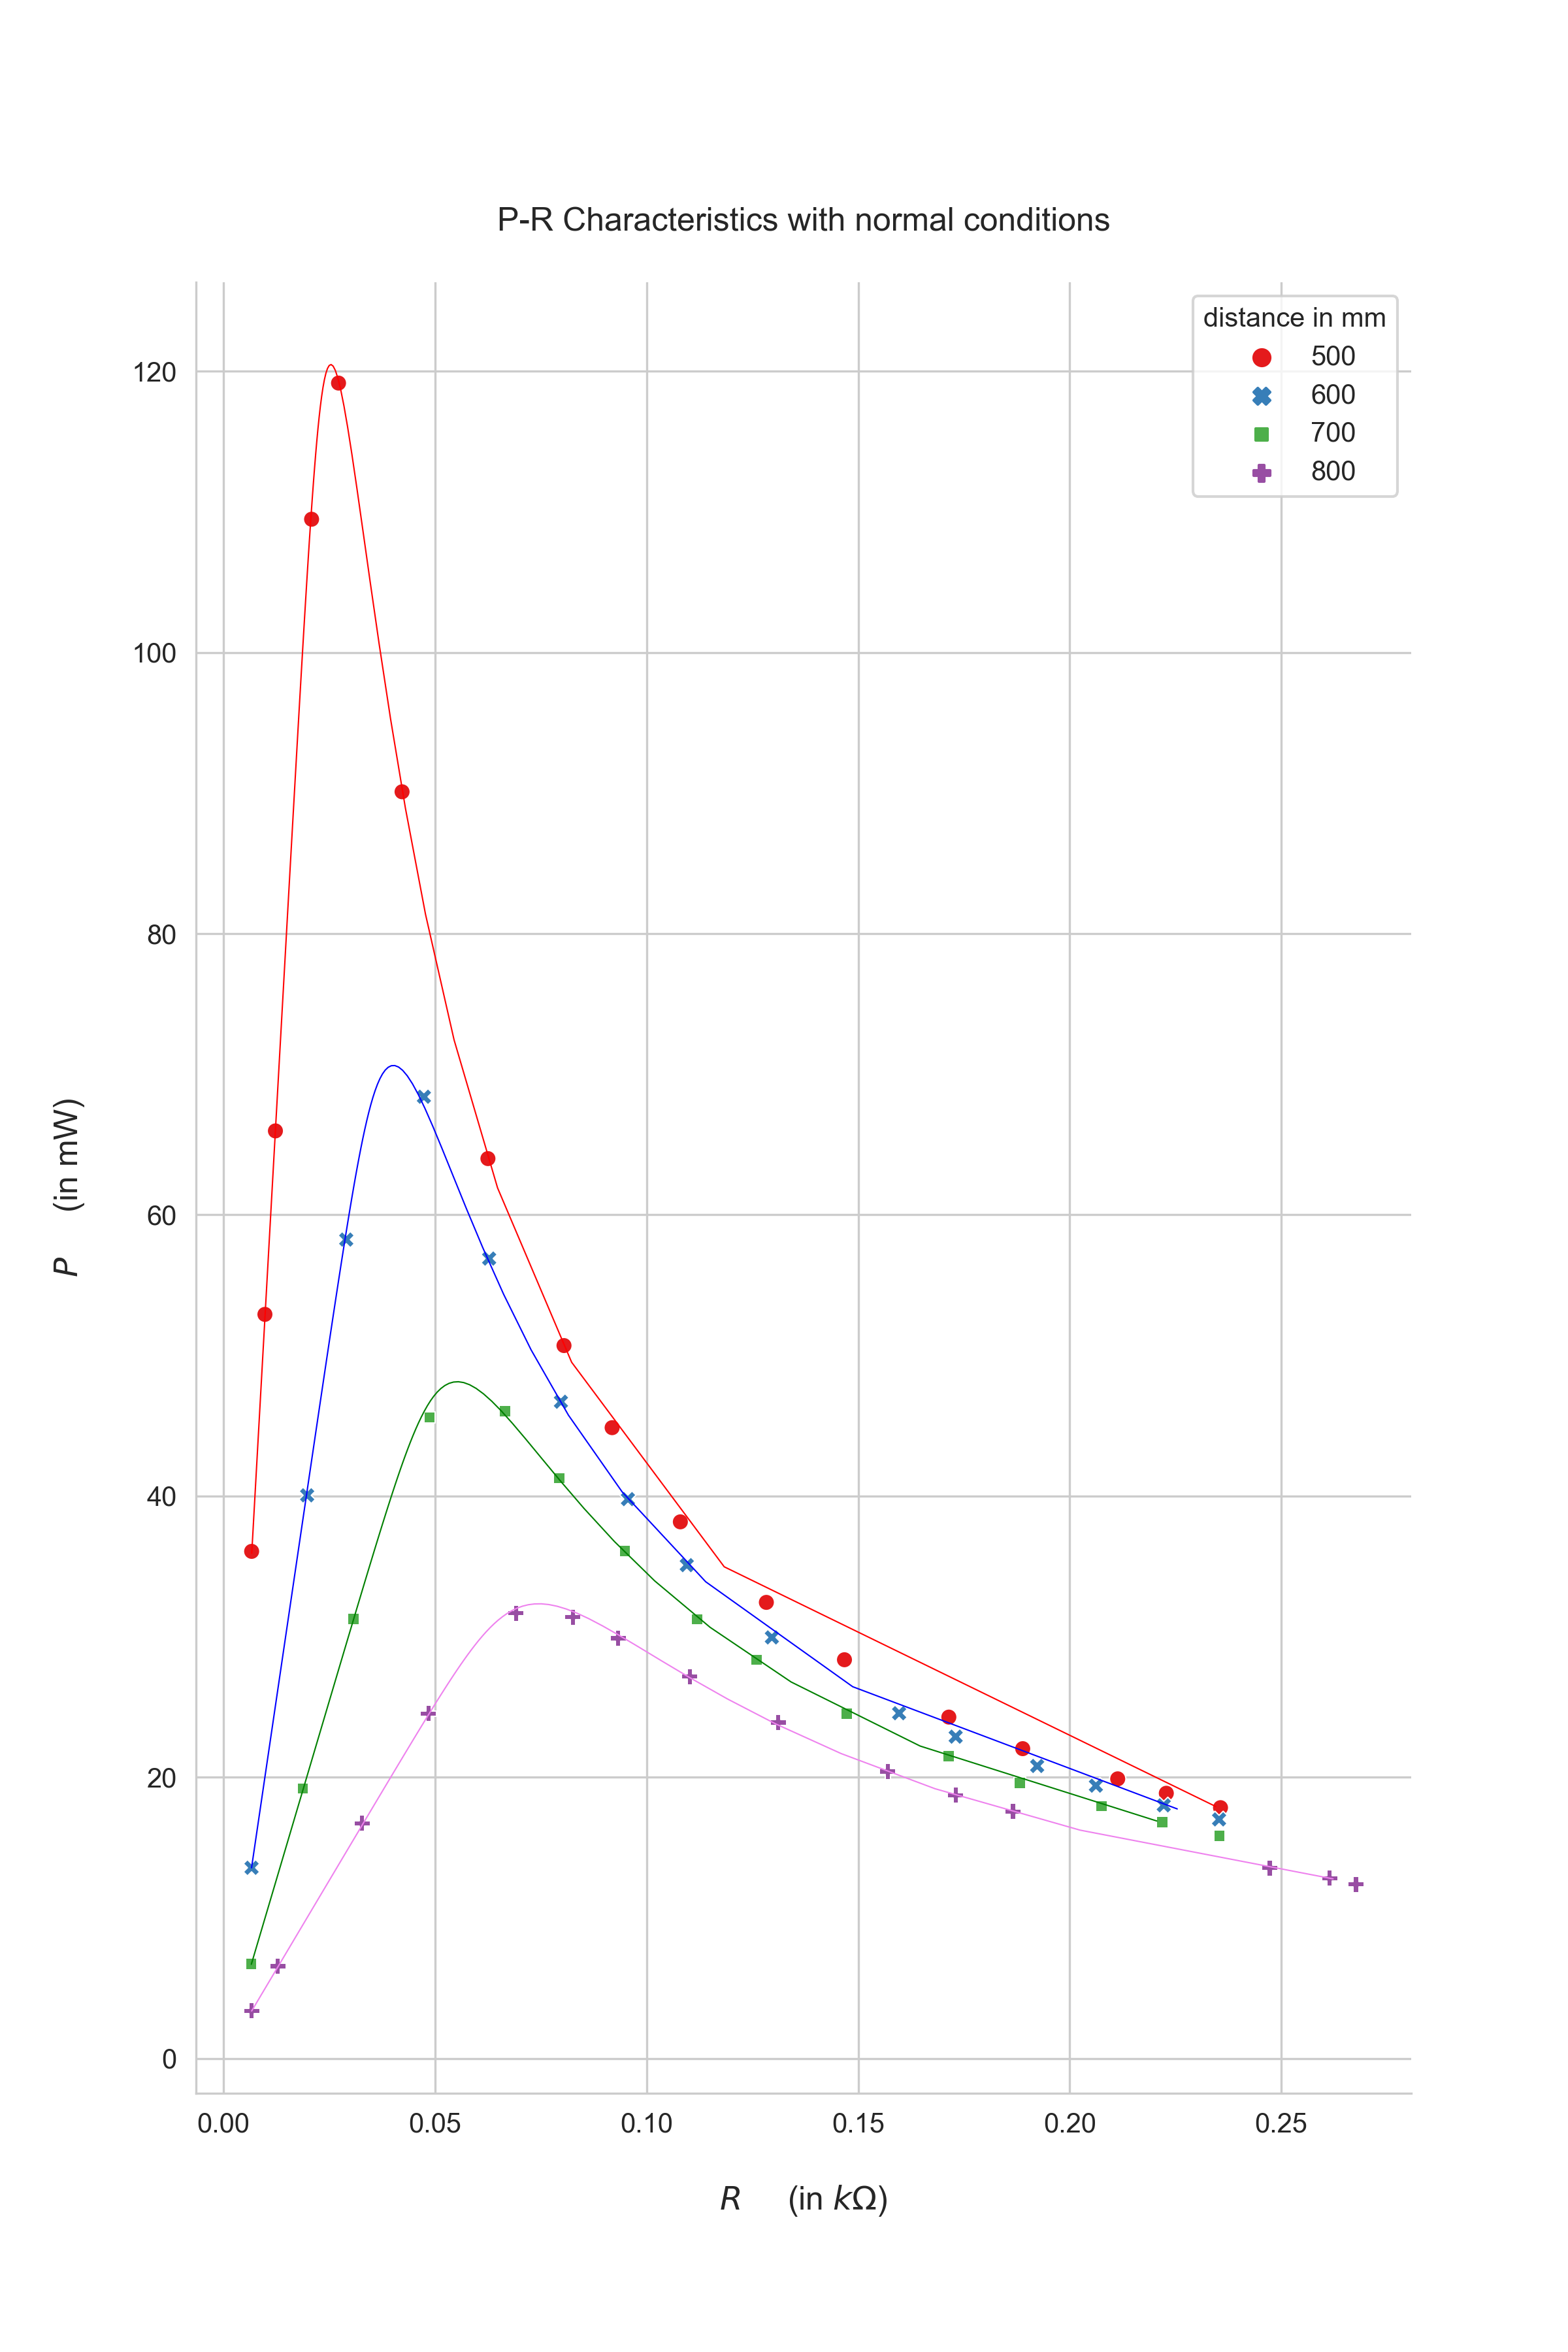 P-R Characteristics with normal conditions
distance in mm
500
600
700
800
120
100
80
60
40
20
0
P (in mW)
0.00 0.05 0.10 0.15 0.20 0.25
R (in kΩ)